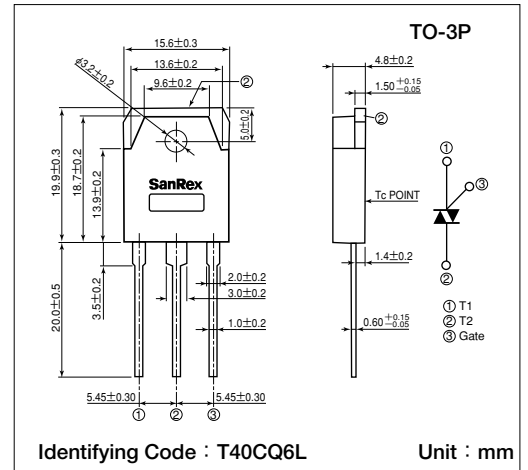 TO-3P
15.6±0.3
13.6±0.2
9.6±0.2
②
φ3.2±0.2
5.0±0.2
19.9±0.3
18.7±0.2
13.9±0.2
SanRex
20.0±0.5
3.5±0.2
2.0±0.2
3.0±0.2
1.0±0.2
5.45±0.30
5.45±0.30
① ② ③
4.8±0.2
1.50 +0.15 -0.05
②
Tc POINT
1.4±0.2
0.60 +0.15 -0.05
①
③
②
① T1
② T2
③ Gate
Identifying Code：T40CQ6L
Unit：mm